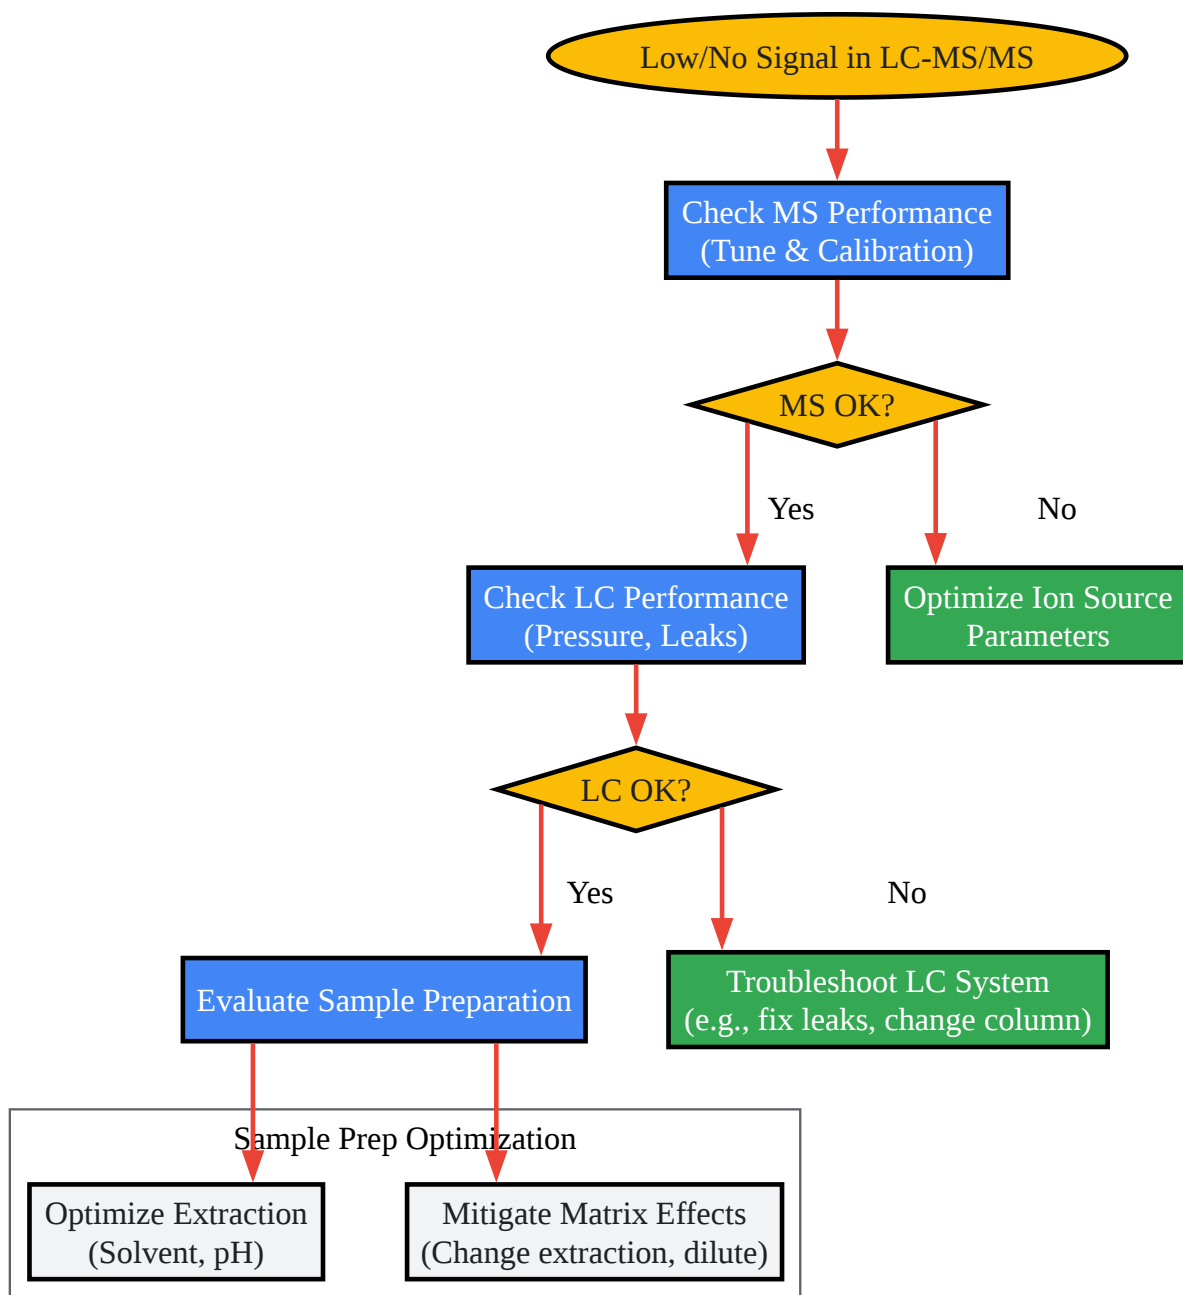 Low/No Signal in LC-MS/MS
Check MS Performance
(Tune & Calibration)
MS OK?
Yes
No
Check LC Performance
(Pressure, Leaks)
Optimize Ion Source
Parameters
LC OK?
Yes
No
Evaluate Sample Preparation
Troubleshoot LC System
(e.g., fix leaks, change column)
Sample Prep Optimization
Optimize Extraction
(Solvent, pH)
Mitigate Matrix Effects
(Change extraction, dilute)